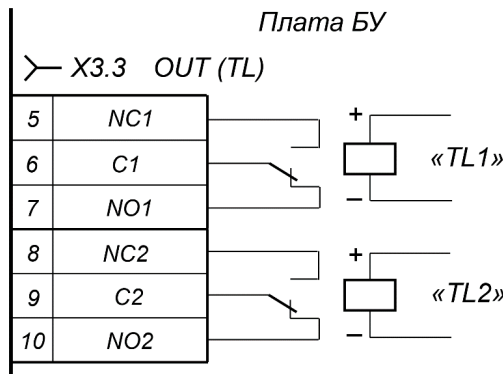 Плата БУ
X3.3 OUT (TL)
5 NC1
6 C1
7 NO1
8 NC2
9 C2
10 NO2
+
«TL1»
–
+
«TL2»
–